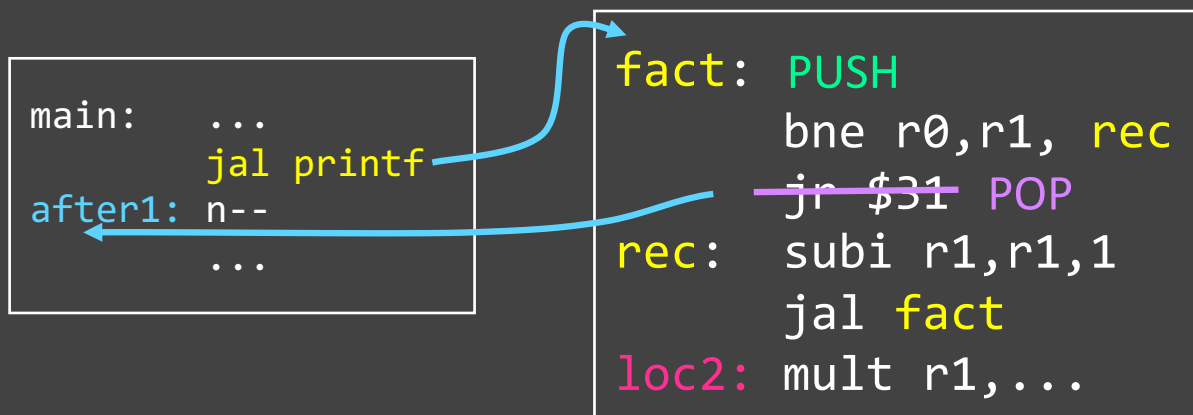 main: ...
jal printf
after1: n--
...
fact: PUSH
bne r0,r1, rec
jr $31 POP
rec: subi r1,r1,1
jal fact
loc2: mult r1,...